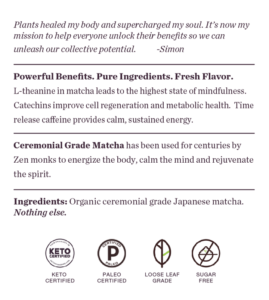 Plants healed my body and supercharged my soul. It's now my
mission to help everyone unlock their benefits so we can
unleash our collective potential. -Simon
Powerful Benefits. Pure Ingredients. Fresh Flavor.
L-theanine in matcha leads to the highest state of mindfulness.
Catechins improve cell regeneration and metabolic health. Time
release caffeine provides calm, sustained energy.
Ceremonial Grade Matcha has been used for centuries by
Zen monks to energize the body, calm the mind and rejuvenate
the spirit.
Ingredients: Organic ceremonial grade Japanese matcha.
Nothing else.
KETO
CERTIFIED
P
KETO
CERTIFIED
PALEO
CERTIFIED
LOOSE LEAF
GRADE
SUGAR
FREE